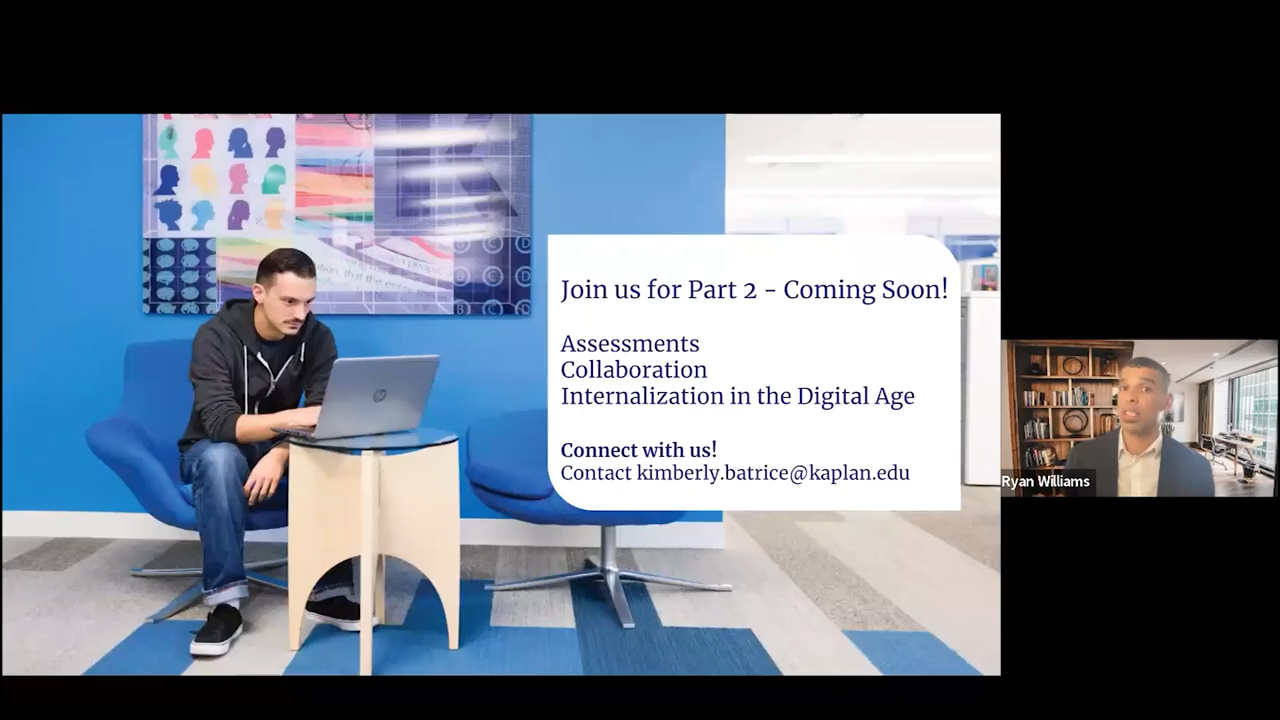 Join us for Part 2 - Coming Soon!
Assessments
Collaboration
Internalization in the Digital Age
Connect with us!
Contact kimberly.batrice@kaplan.edu
Ryan Williams